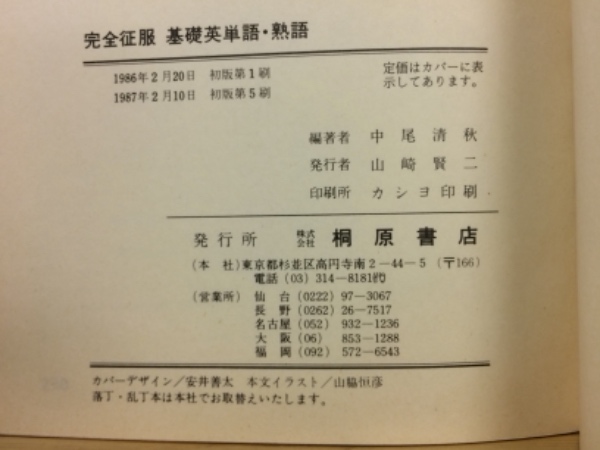 完全征服 基礎英単語・熟語
1986年2月20日 初版第1刷
1987年2月10日 初版第5刷
定価はカバーに表
示してあります。
編著者 中尾清秋
発行者 山崎賢二
印刷所 カシヨ印刷
発行所 株式会社 桐原書店
(本 社)東京都杉並区高円寺南2-44-5(〒166)
電話(03)314-8181㈹
(営業所) 仙台(0222)97-3067
長野(0262)26-7517
名古屋(052)932-1236
大阪(06)853-1288
福岡(092)572-6543
カバーデザイン/安井善太 本文イラスト/山脇恒彦
落丁・乱丁本は本社でお取替えいたします。